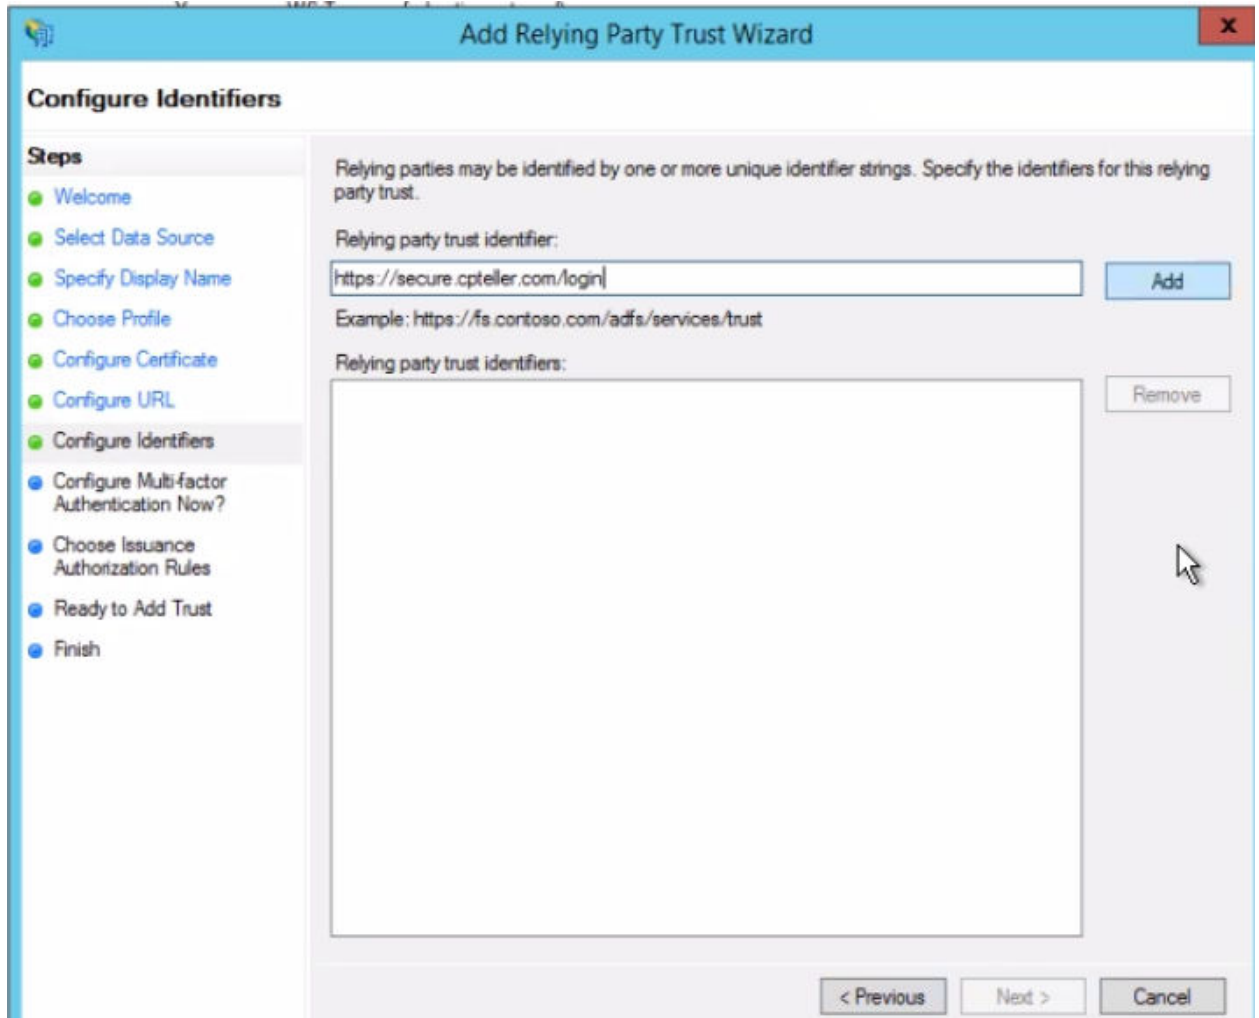 Add Relying Party Trust Wizard
X
Configure Identifiers
Steps
Welcome
Select Data Source
Specify Display Name
Choose Profile
Configure Certificate
Configure URL
Configure Identifiers
Configure Multi-factor
Authentication Now?
Choose Issuance
Authorization Rules
Ready to Add Trust
Finish
Relying parties may be identified by one or more unique identifier strings. Specify the identifiers for this relying
party trust.
Relying party trust identifier:
https://secure.cpteller.com/login
Add
Example: https://fs.contoso.com/adfs/services/trust
Relying party trust identifiers:
Remove
< Previous
Next >
Cancel